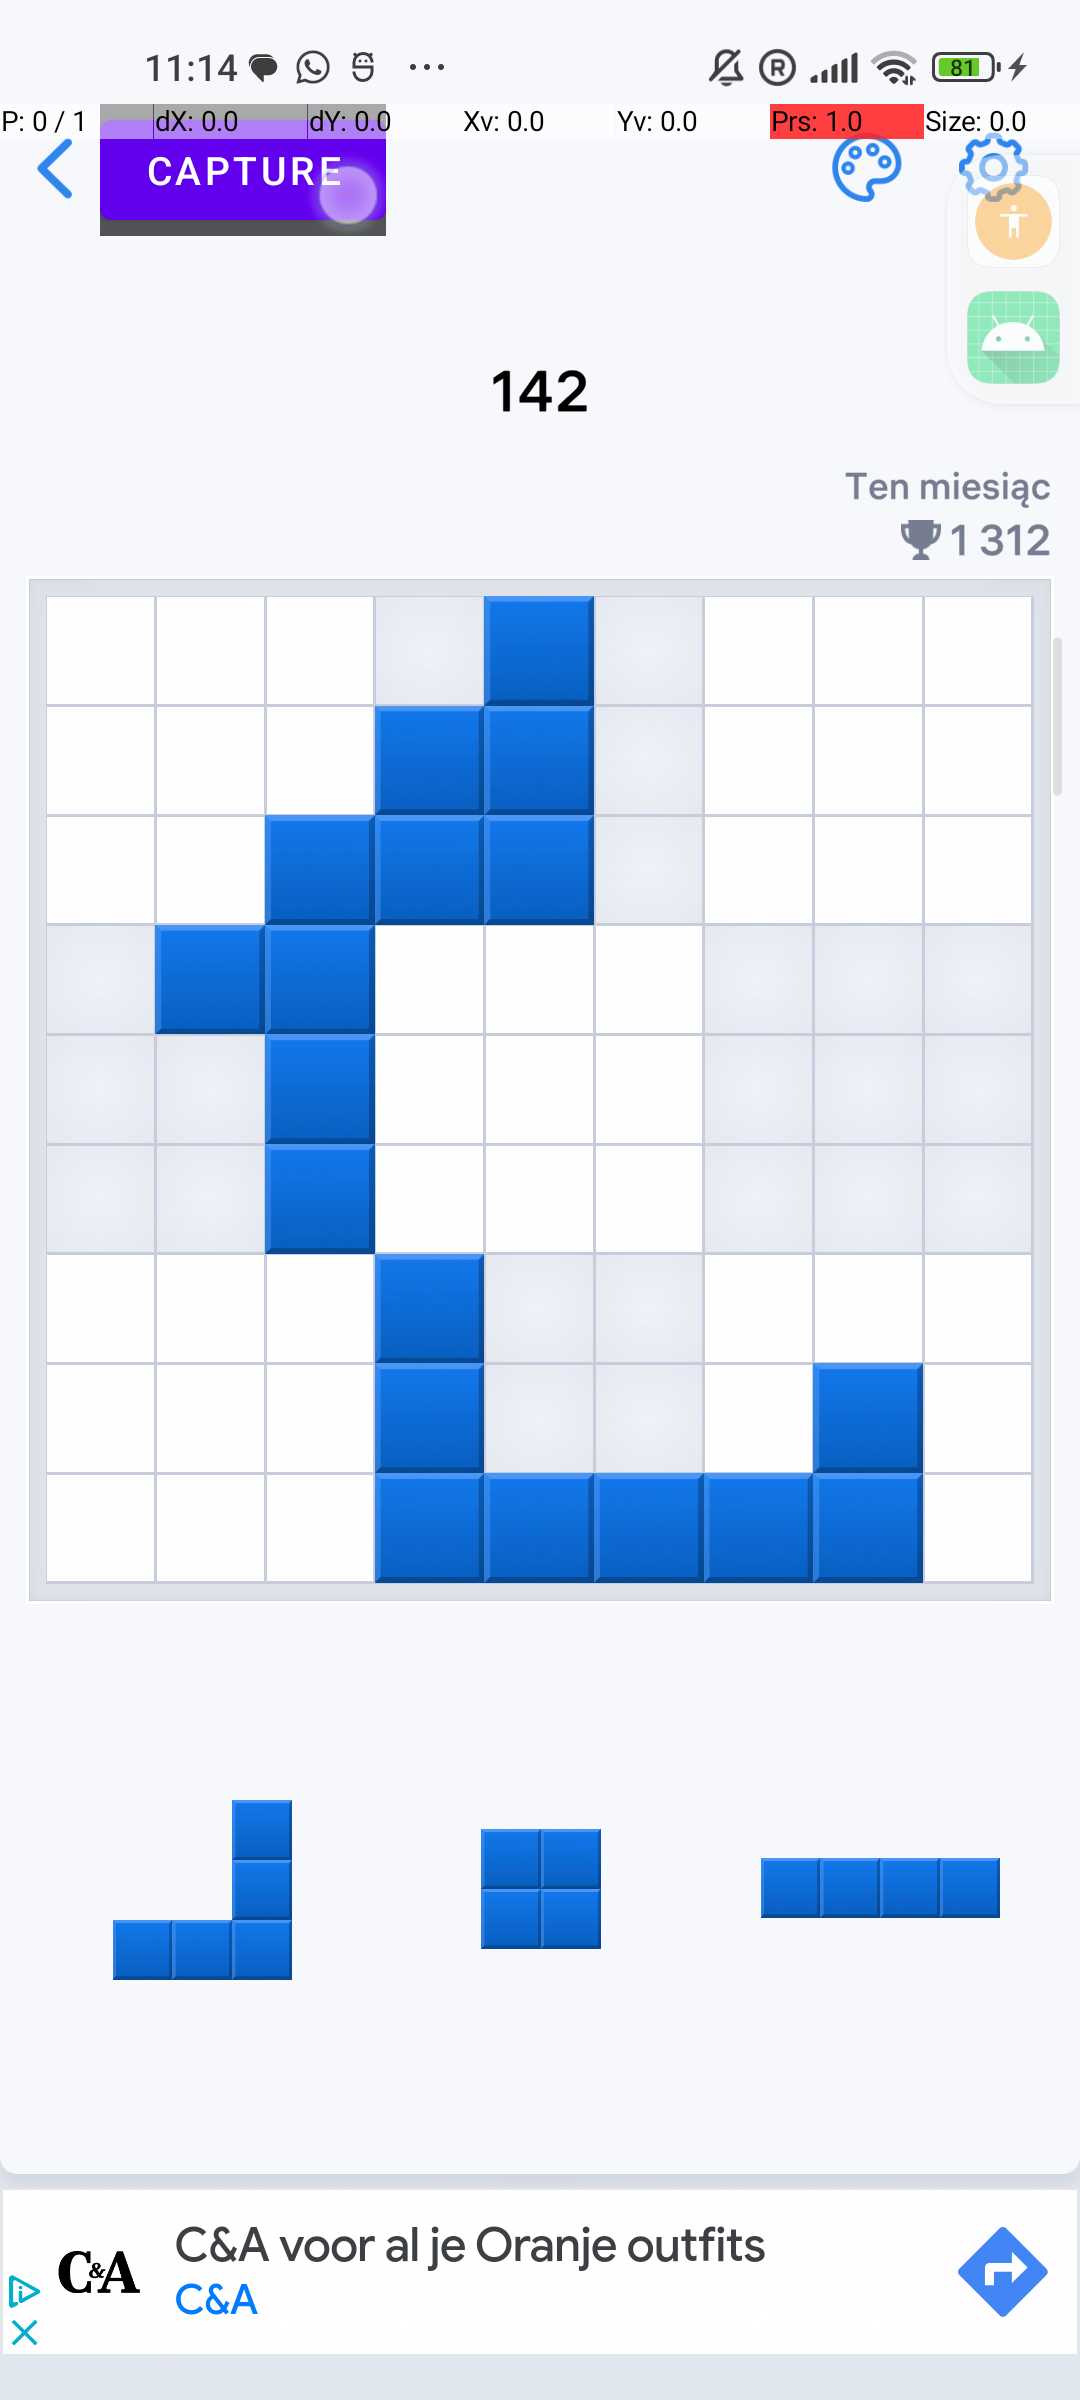 11:14
81
P: 0 / 1 dX: 0.0 dY: 0.0 Xv: 0.0 Yv: 0.0 Prs: 1.0 Size: 0.0
CAPTURE
142
Ten miesiąc
1 312
C&A voor al je Oranje outfits
C&A
C&A